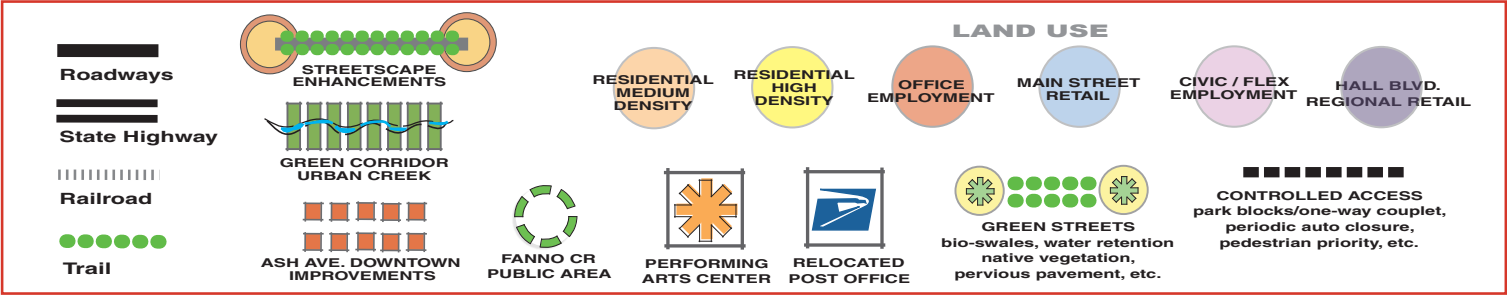 Roadways
State Highway
Railroad
Trail
STREETSCAPE
ENHANCEMENTS
GREEN CORRIDOR
URBAN CREEK
ASH AVE. DOWNTOWN
IMPROVEMENTS
LAND USE
RESIDENTIAL
MEDIUM
DENSITY
RESIDENTIAL
HIGH
DENSITY
OFFICE
EMPLOYMENT
MAIN STREET
RETAIL
CIVIC / FLEX
EMPLOYMENT
HALL BLVD.
REGIONAL RETAIL
FANNO CR
PUBLIC AREA
PERFORMING
ARTS CENTER
RELOCATED
POST OFFICE
GREEN STREETS
bio-swales, water retention
native vegetation,
pervious pavement, etc.
CONTROLLED ACCESS
park blocks/one-way couplet,
periodic auto closure,
pedestrian priority, etc.